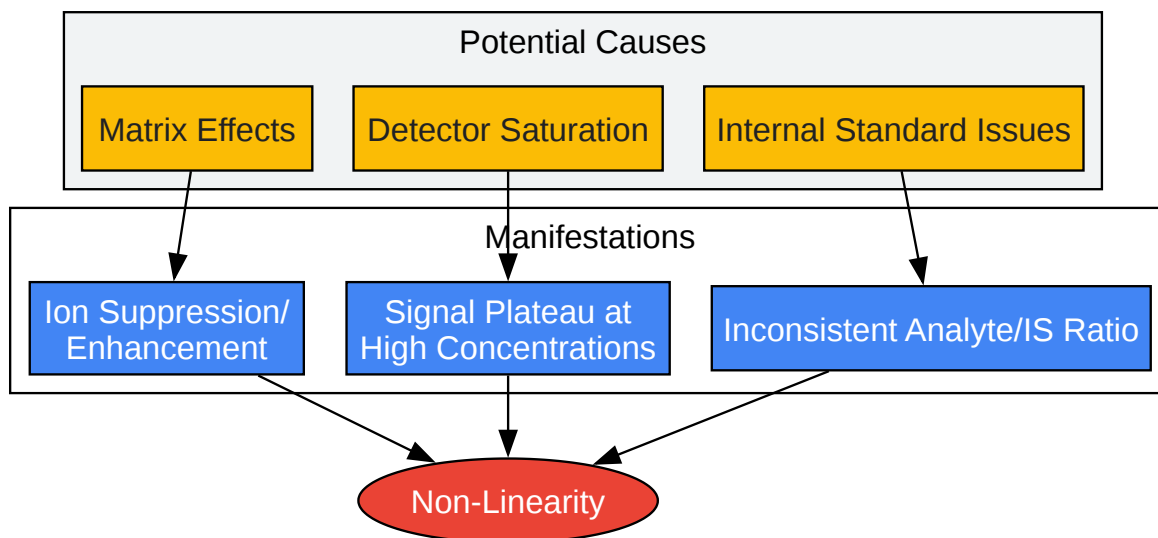 Potential Causes
Matrix Effects
Detector Saturation
Internal Standard Issues
Manifestations
Ion Suppression/
Enhancement
Signal Plateau at
High Concentrations
Inconsistent Analyte/IS Ratio
Non-Linearity